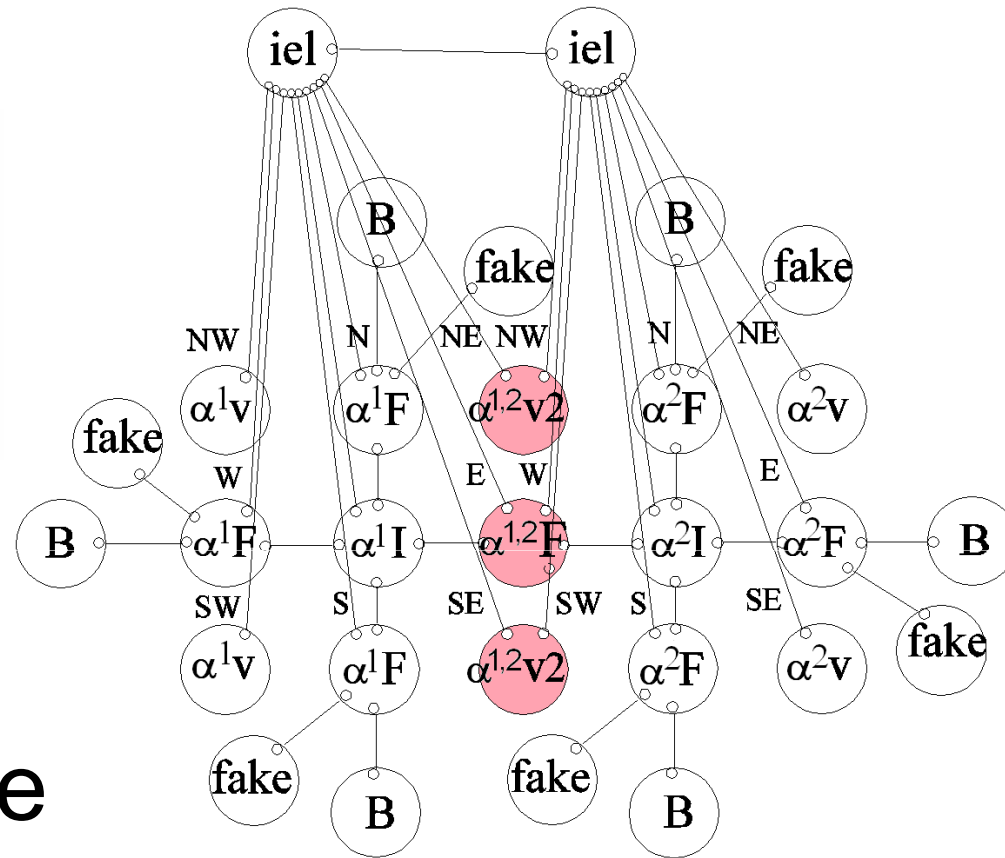 iel iel
B B
fake fake
NW N NE NW N NE
α¹v α¹F α¹,²v2 α²F α²v
fake
W E W E
B α¹F α¹I α¹,²F α²I α²F B
SW S SE SW S SE
fake
α¹v α¹F α¹,²v2 α²F α²v
fake fake
B B
e